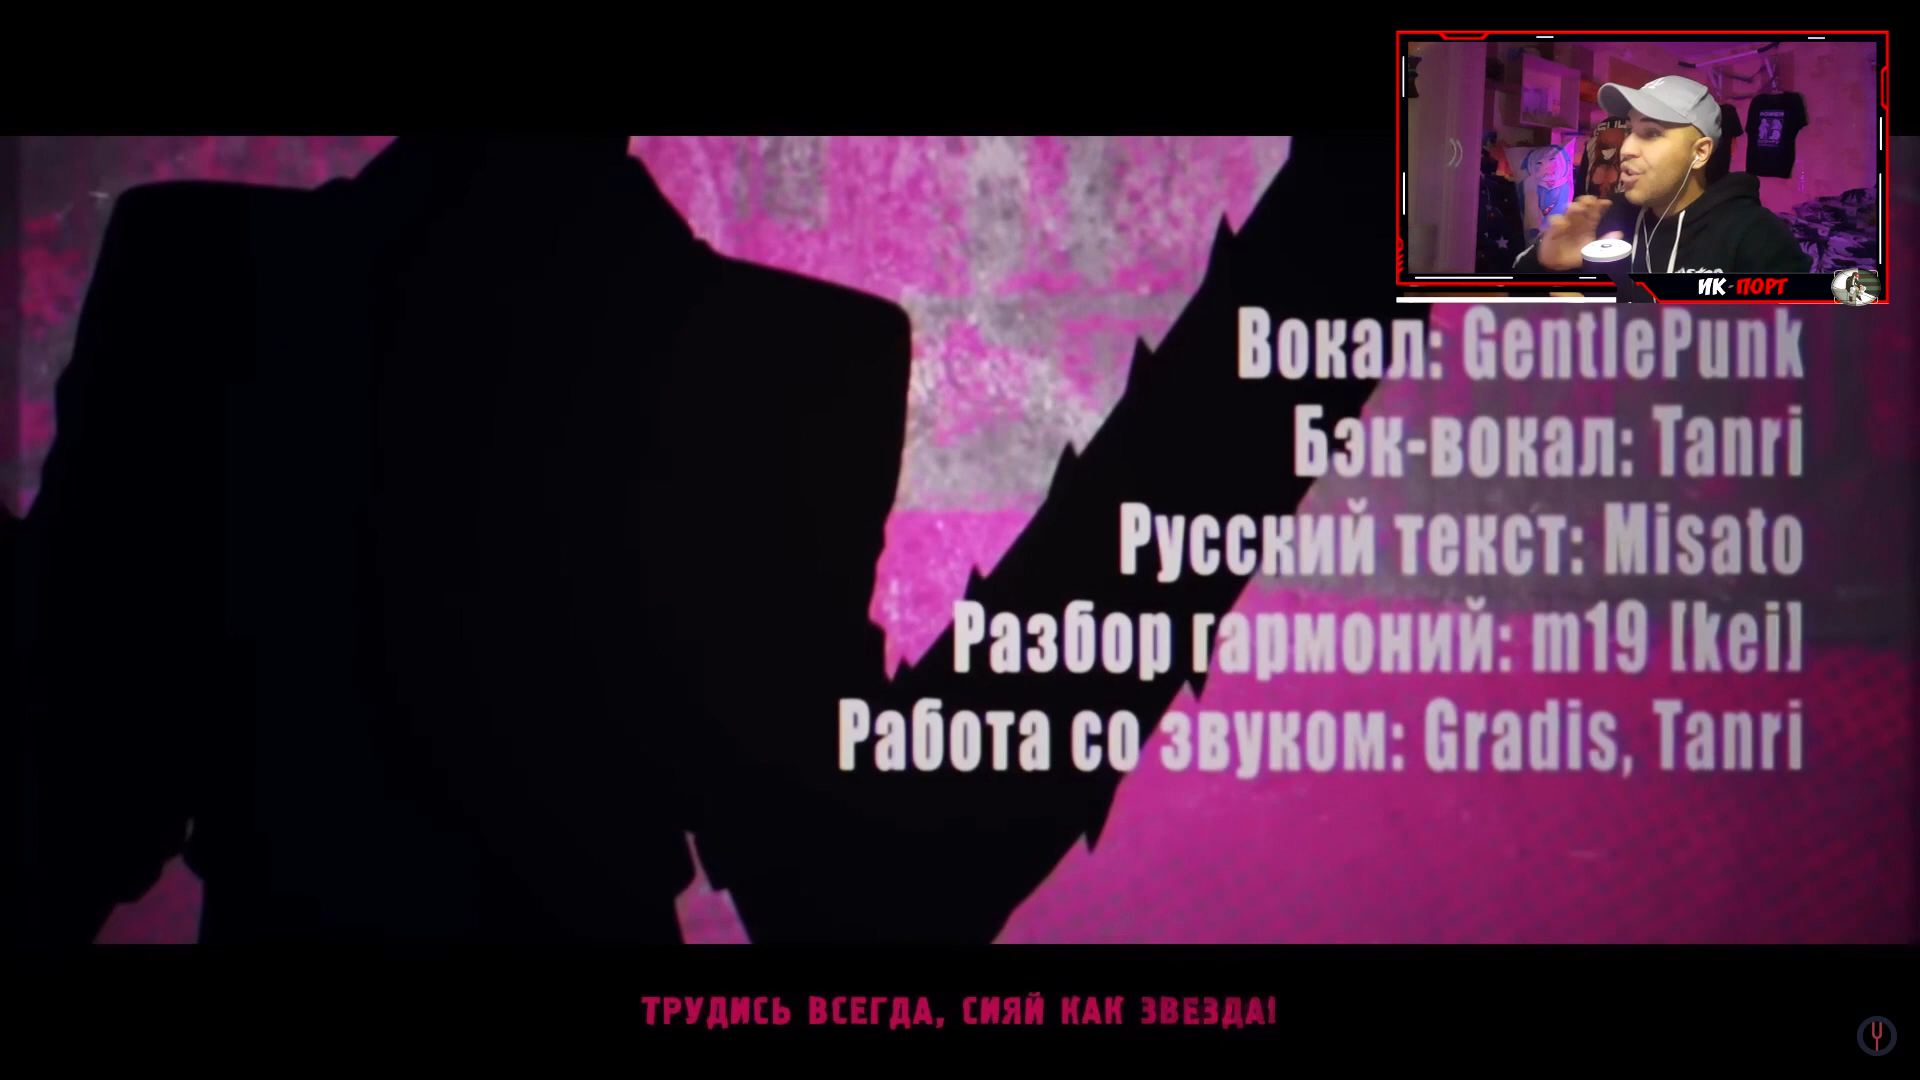 ИК-ПОРТ
Вокал: GentlePunk
Бэк-вокал: Tanri
Русский текст: Misato
Разбор гармоний: m19 [kei]
Работа со звуком: Gradis, Tanri
ТРУДИСЬ ВСЕГДА, СИЯЙ КАК ЗВЕЗДА!